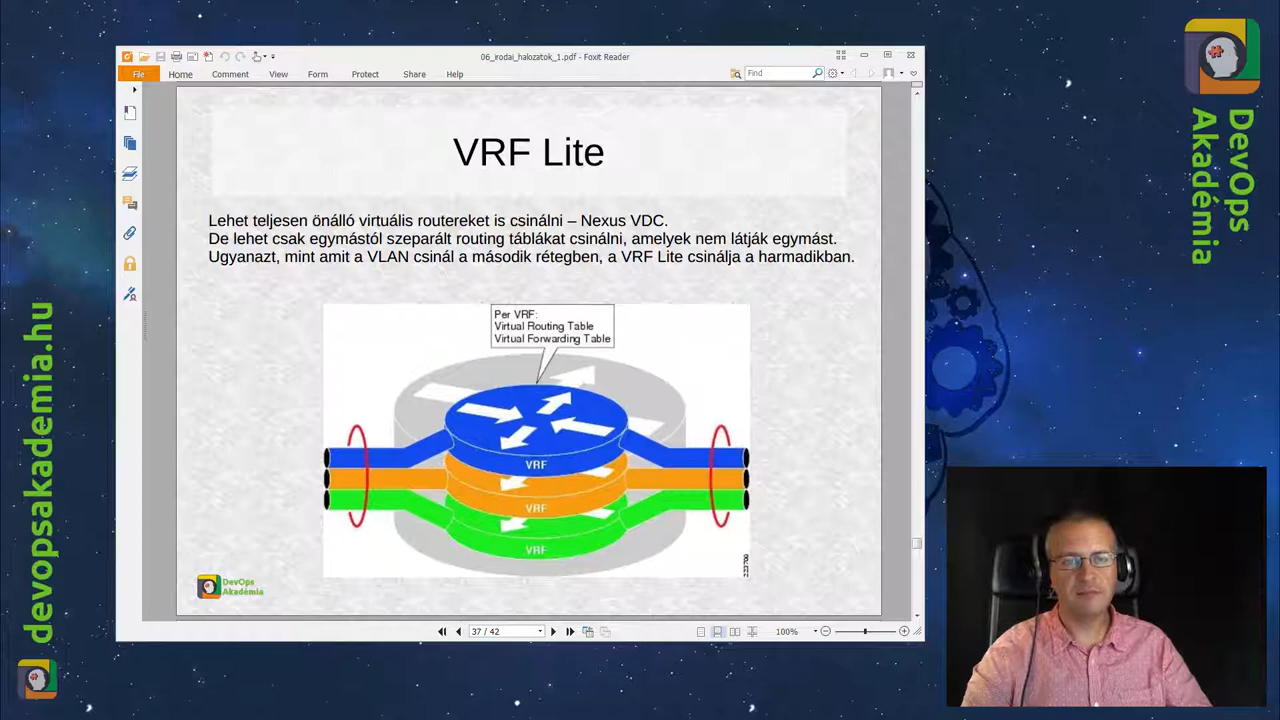 06_irodai_halozatok_1.pdf - Foxit Reader
File Home Comment View Form Protect Share Help
Find
VRF Lite
Lehet teljesen önálló virtuális routereket is csinálni – Nexus VDC.
De lehet csak egymástól szeparált routing táblákat csinálni, amelyek nem látják egymást.
Ugyanazt, mint amit a VLAN csinál a második rétegben, a VRF Lite csinálja a harmadikban.
Per VRF:
Virtual Routing Table
Virtual Forwarding Table
VRF
VRF
VRF
DevOps
Akadémia
37 / 42
100%
devopsakademia.hu
DevOps
Akadémia